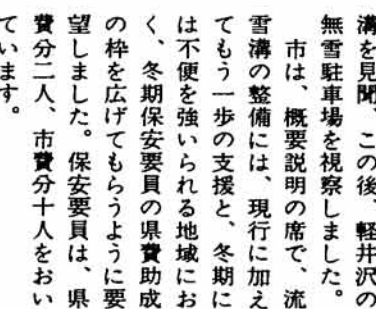 溝を見聞、この後、軽井沢の
無雪駐車場を視察しました。
市は、概要説明の席で、流
雪溝の整備には、現行に加え
てもう一歩の支援と、冬期に
は不便を強いられる地域にお
く、冬期保安要員の県費助成
の枠を広げてもらうように要
望しました。保安要員は、県
費分二人、市費分十人をおい
ています。